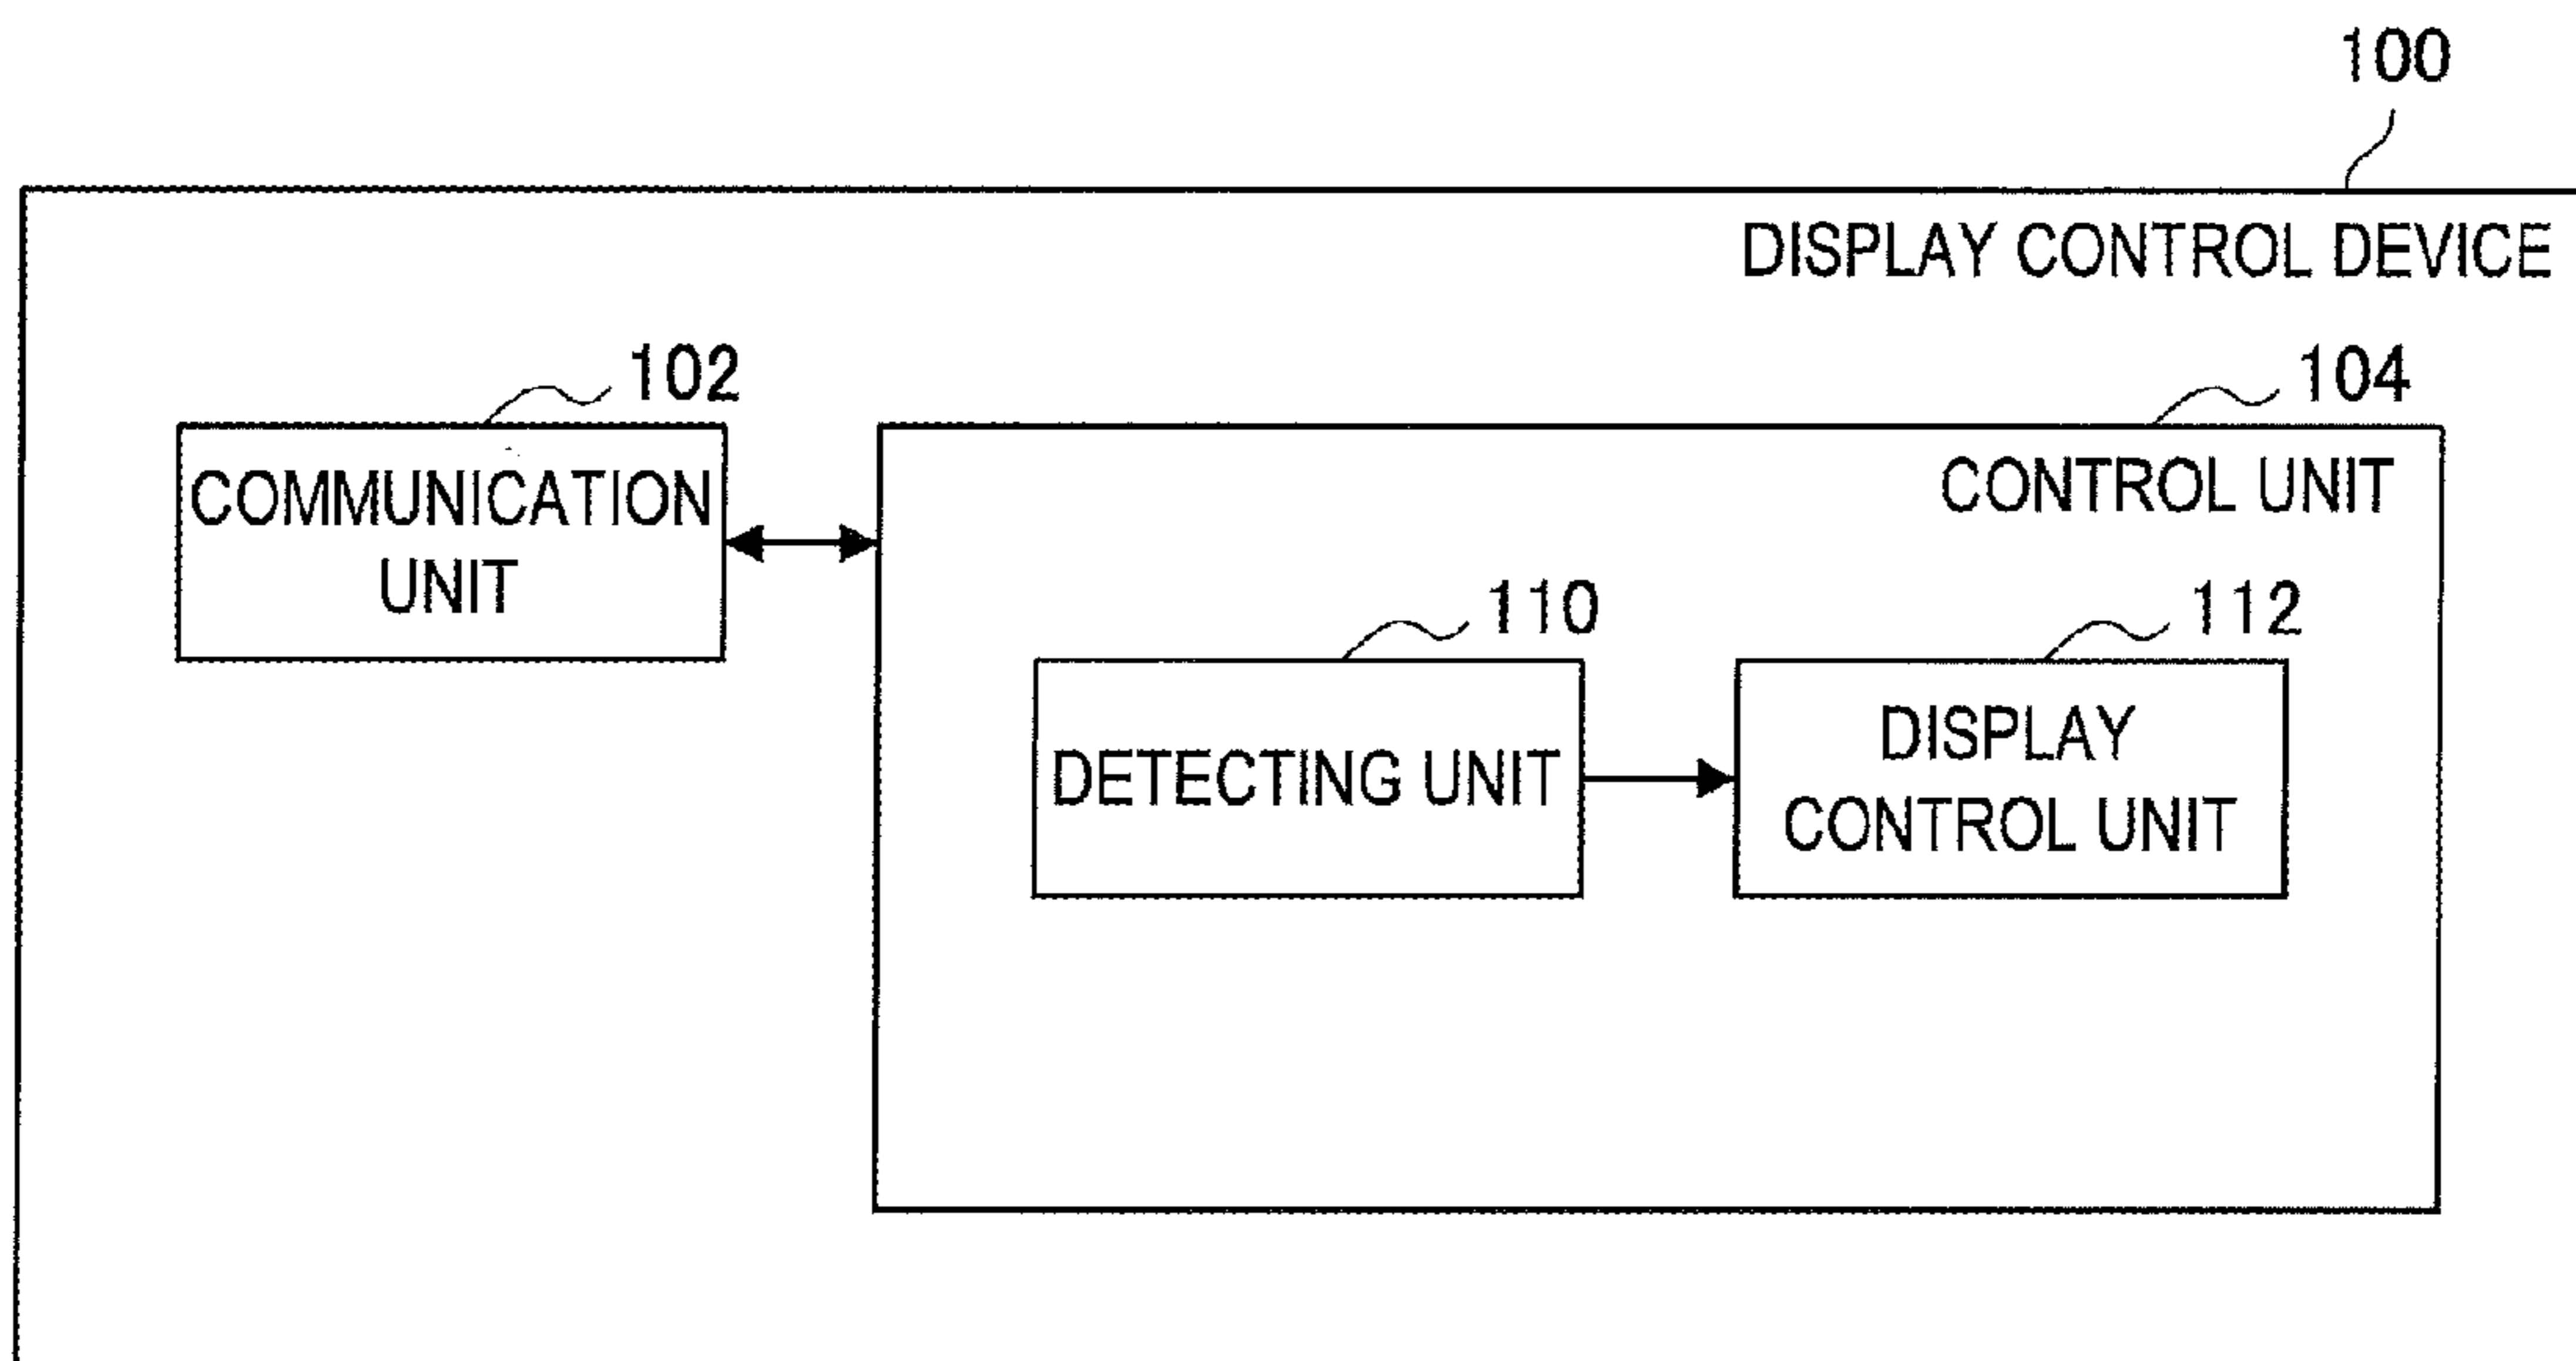 100
DISPLAY CONTROL DEVICE
102
104
COMMUNICATION
UNIT
CONTROL UNIT
110
112
DETECTING UNIT
DISPLAY
CONTROL UNIT